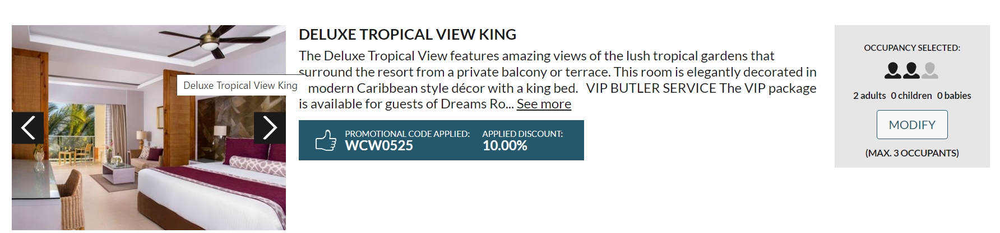 DELUXE TROPICAL VIEW KING
The Deluxe Tropical View features amazing views of the lush tropical gardens that
surround the resort from a private balcony or terrace. This room is elegantly decorated in
modern Caribbean style décor with a king bed. VIP BUTLER SERVICE The VIP package
is available for guests of Dreams Ro... See more
Deluxe Tropical View King
PROMOTIONAL CODE APPLIED:
WCW0525
APPLIED DISCOUNT:
10.00%
OCCUPANCY SELECTED:
2 adults 0 children 0 babies
MODIFY
(MAX. 3 OCCUPANTS)